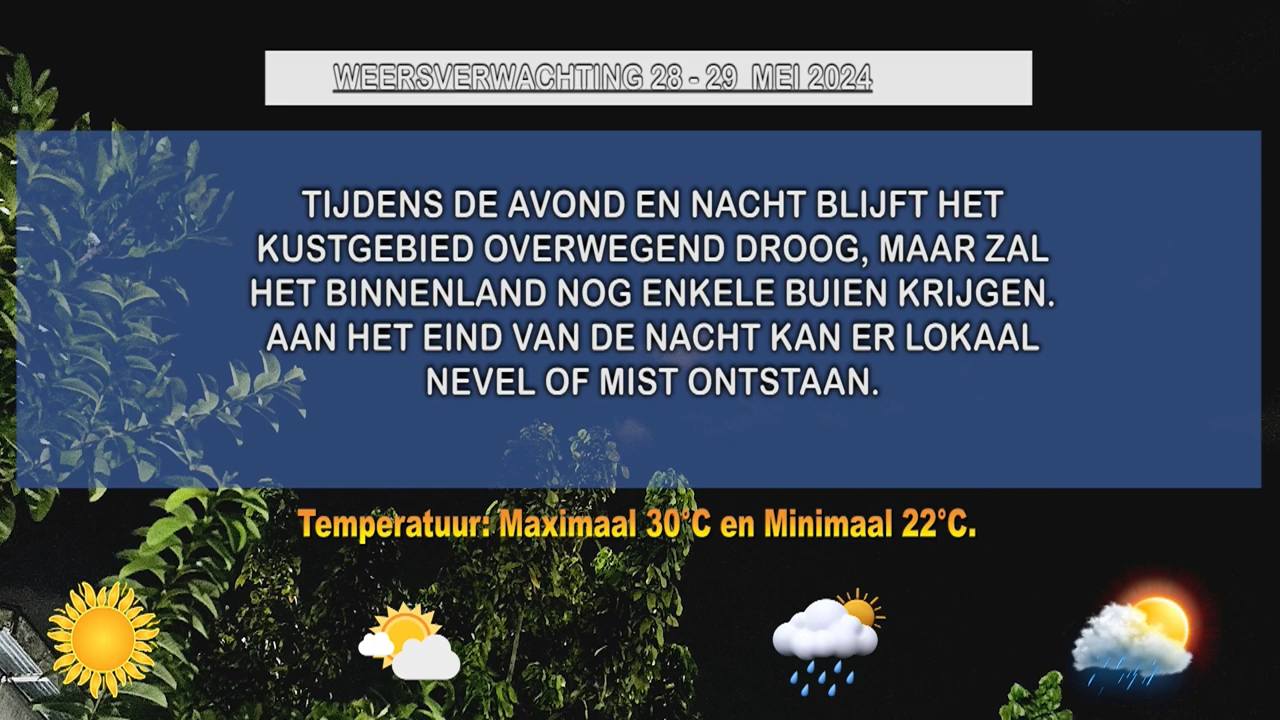 WEERSVERWACHTING 28 - 29 MEI 2024
TIJDENS DE AVOND EN NACHT BLIJFT HET
KUSTGEBIED OVERWEGEND DROOG, MAAR ZAL
HET BINNENLAND NOG ENKELE BUIEN KRIJGEN.
AAN HET EIND VAN DE NACHT KAN ER LOKAAL
NEVEL OF MIST ONTSTAAN.
Temperatuur: Maximaal 30°C en Minimaal 22°C.